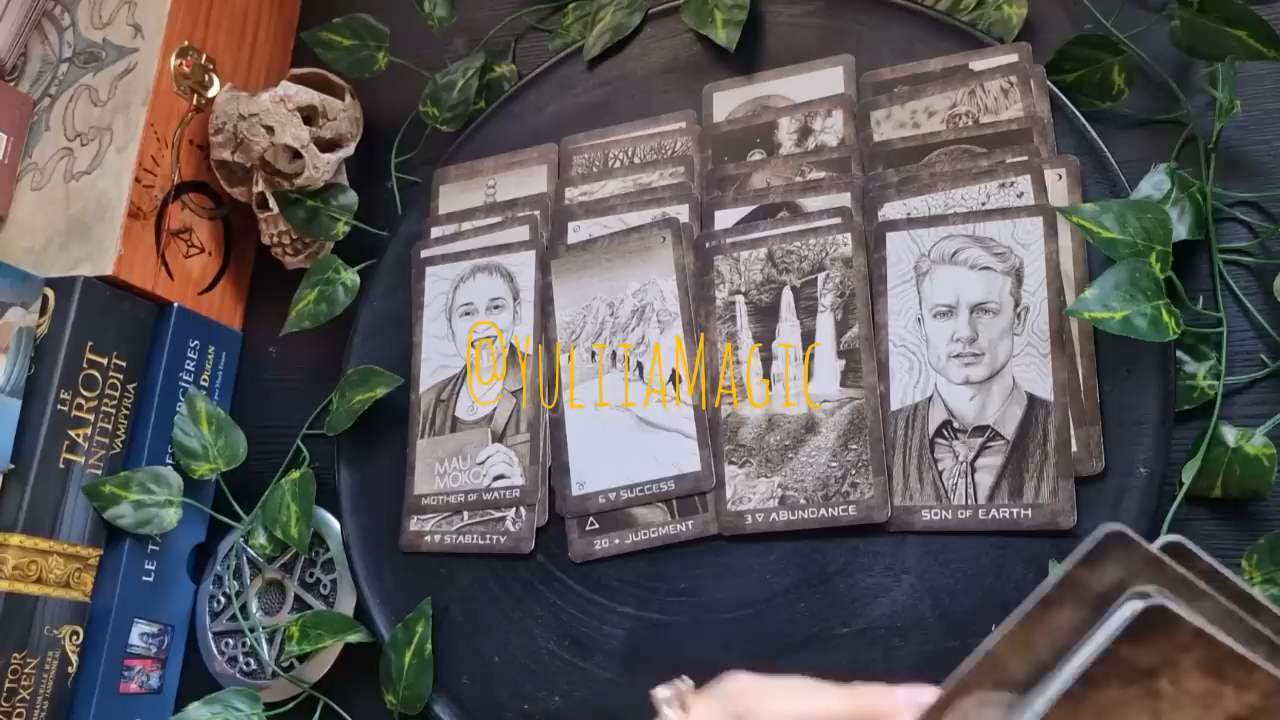 @YuliiaMagic
MAU
MOKO
MOTHER OF WATER
4 ▽ STABILITY
6 ▽ SUCCESS
20 + JUDGMENT
3 ▽ ABUNDANCE
SON OF EARTH
LE
TAROT
INTERDIT
VAMPYRIA
VICTOR
DIXEN
LE TA
DUGAN